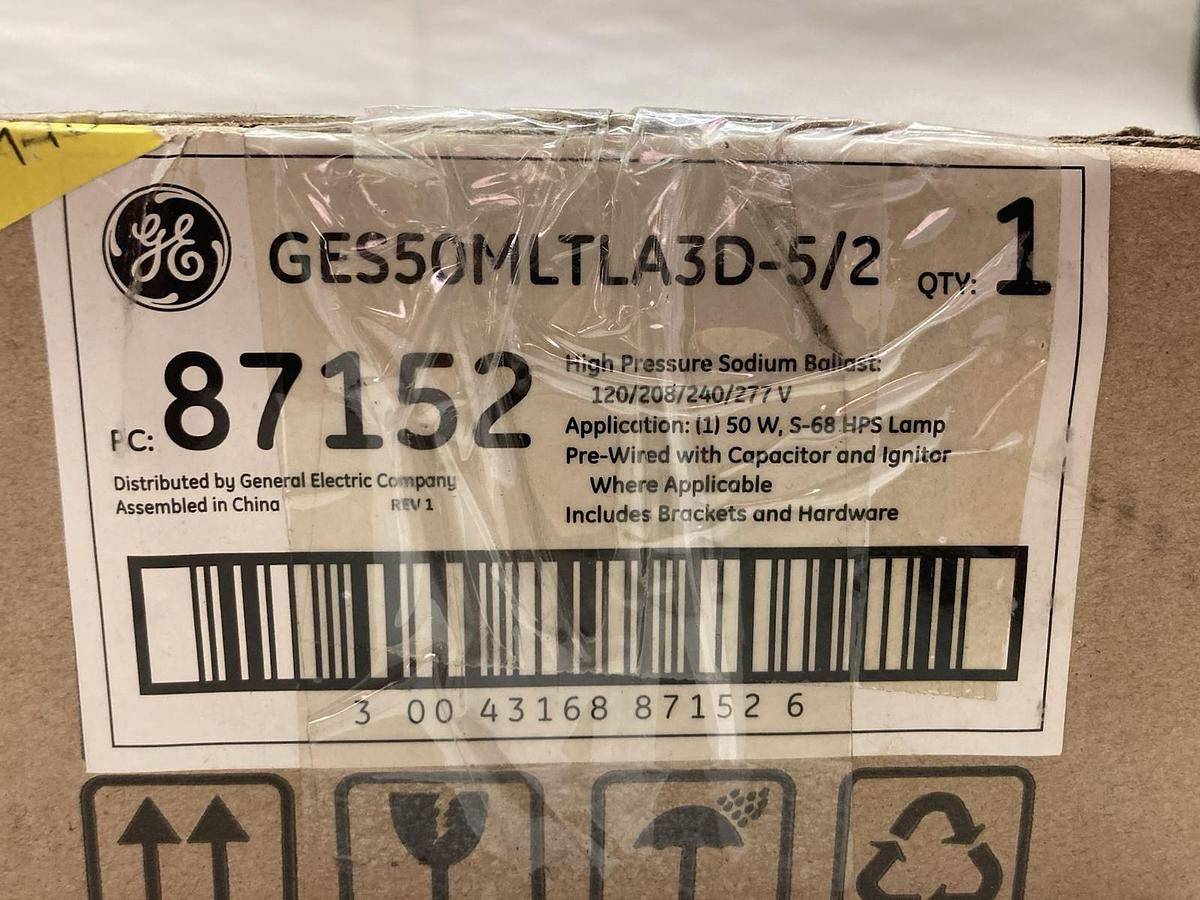 GE
GES50MLTLA3D-5/2 QTY: 1
PC: 87152
High Pressure Sodium Ballast:
120/208/240/277 V
Application: (1) 50 W, S-68 HPS Lamp
Pre-Wired with Capacitor and Ignitor
Where Applicable
Includes Brackets and Hardware
Distributed by General Electric Company
Assembled in China REV 1
3 00 43168 87152 6